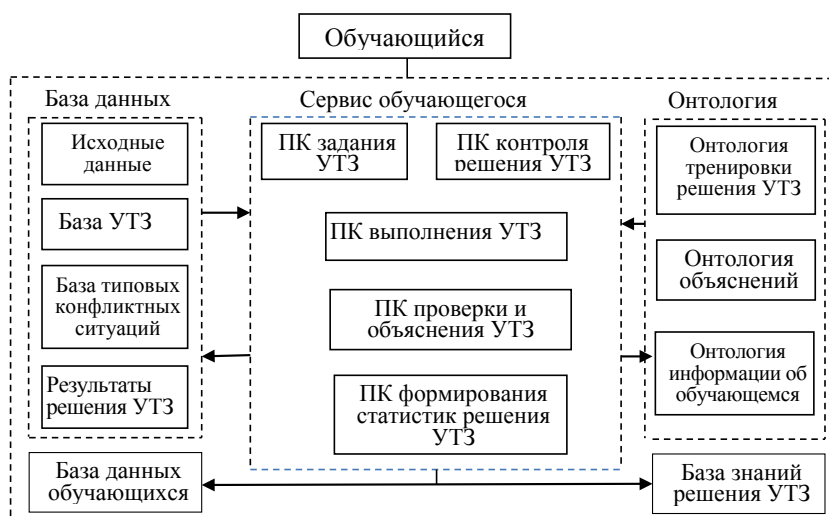 Обучающийся
База данных
Исходные
данные
База УТЗ
База типовых
конфликтных
ситуаций
Результаты
решения УТЗ
Сервис обучающегося
ПК задания
УТЗ
ПК контроля
решения УТЗ
ПК выполнения УТЗ
ПК проверки и
объяснения УТЗ
ПК формирования
статистик решения
УТЗ
Онтология
Онтология
тренировки
решения УТЗ
Онтология
объяснений
Онтология
информации об
обучающемся
База данных
обучающихся
База знаний
решения УТЗ